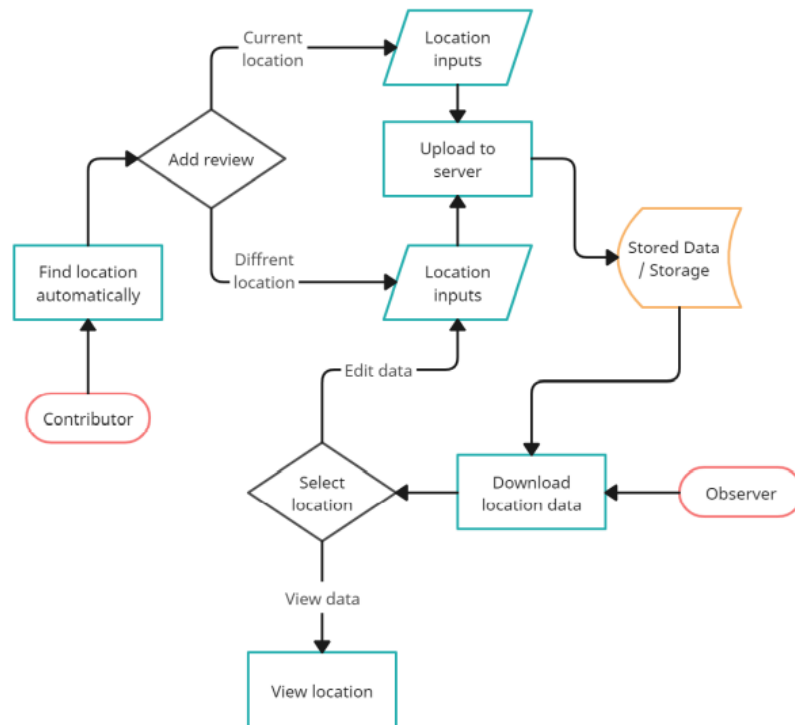 Current
location
Location
inputs
Add review
Upload to
server
Find location
automatically
Diffrent
location
Location
inputs
Stored Data
/ Storage
Contributor
Edit data
Select
location
Download
location data
Observer
View data
View location